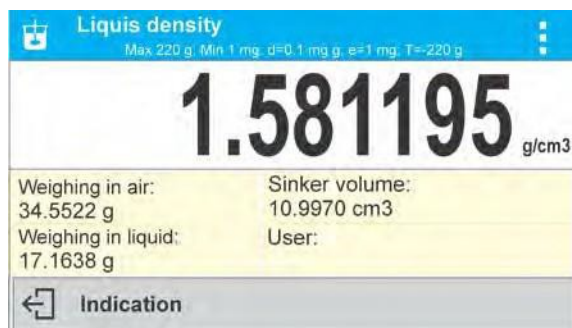 Liquis density
Max 220 g: Min 1 mg: d=0.1 mg g: e=1 mg: T=-220 g
1.581195 g/cm3
Weighing in air:
34.5522 g
Sinker volume:
10.9970 cm3
Weighing in liquid:
17.1638 g
User:
Indication